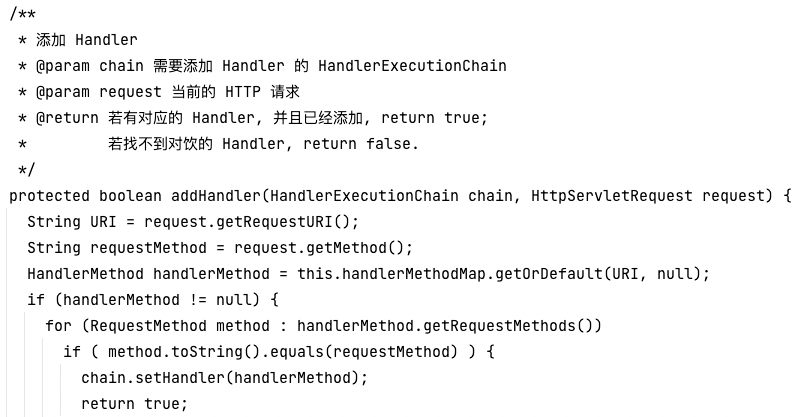 /**
 * 添加 Handler
 * @param chain 需要添加 Handler 的 HandlerExecutionChain
 * @param request 当前的 HTTP 请求
 * @return 若有对应的 Handler, 并且已经添加, return true;
 *         若找不到对饮的 Handler, return false.
 */
protected boolean addHandler(HandlerExecutionChain chain, HttpServletRequest request) {
  String URI = request.getRequestURI();
  String requestMethod = request.getMethod();
  HandlerMethod handlerMethod = this.handlerMethodMap.getOrDefault(URI, null);
  if (handlerMethod != null) {
    for (RequestMethod method : handlerMethod.getRequestMethods())
      if ( method.toString().equals(requestMethod) ) {
        chain.setHandler(handlerMethod);
        return true;